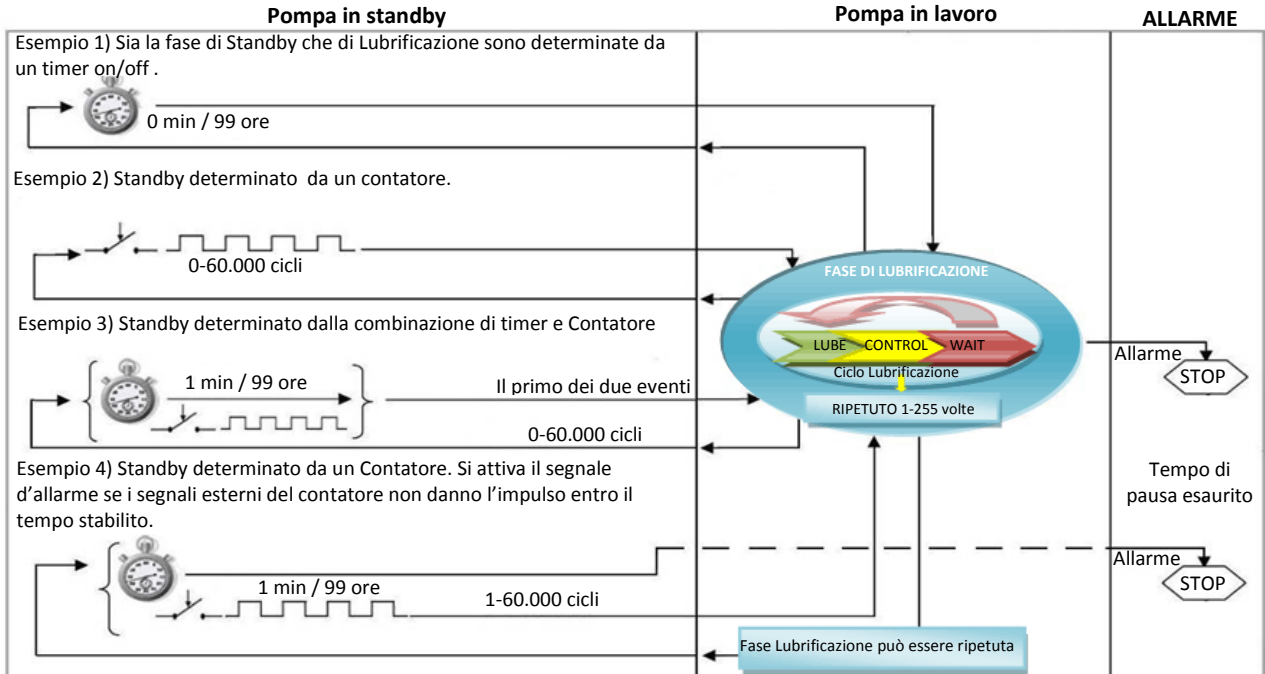 Pompa in standby
Pompa in lavoro
ALLARME
Esempio 1) Sia la fase di Standby che di Lubrificazione sono determinate da
un timer on/off .
0 min / 99 ore
Esempio 2) Standby determinato da un contatore.
0-60.000 cicli
FASE DI LUBRIFICAZIONE
Esempio 3) Standby determinato dalla combinazione di timer e Contatore
LUBE CONTROL WAIT
Ciclo Lubrificazione
Allarme
STOP
1 min / 99 ore
Il primo dei due eventi
RIPETUTO 1-255 volte
0-60.000 cicli
Esempio 4) Standby determinato da un Contatore. Si attiva il segnale
d’allarme se i segnali esterni del contatore non danno l’impulso entro il
tempo stabilito.
Tempo di
pausa esaurito
Allarme
STOP
1 min / 99 ore
1-60.000 cicli
Fase Lubrificazione può essere ripetuta